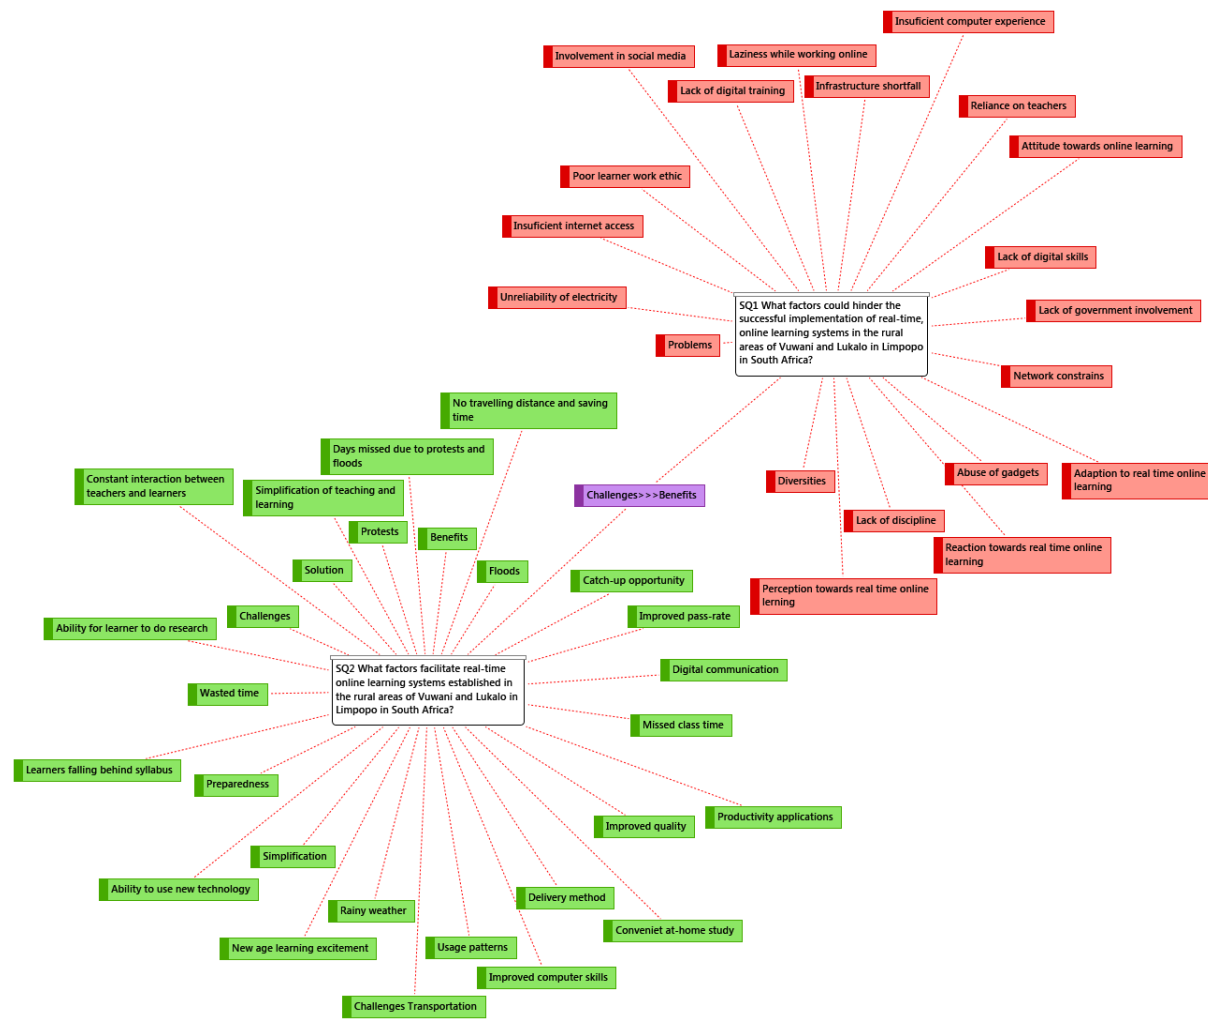 Insuficient computer experience
Involvement in social media
Laziness while working online
Lack of digital training
Infrastructure shortfall
Reliance on teachers
Attitude towards online learning
Poor learner work ethic
Insuficient internet access
Lack of digital skills
Unreliability of electricity
SQ1 What factors could hinder the
successful implementation of real-time,
online learning systems in the rural
areas of Vuwani and Lukalo in Limpopo
in South Africa?
Lack of government involvement
Problems
Network constrains
No travelling distance and saving
time
Days missed due to protests and
floods
Constant interaction between
teachers and learners
Simplification of teaching and
learning
Challenges>>>Benefits
Diversities
Abuse of gadgets
Adaption to real time online
learning
Lack of discipline
Reaction towards real time online
learning
Perception towards real time online
lerning
Protests
Benefits
Solution
Floods
Catch-up opportunity
Challenges
Improved pass-rate
Ability for learner to do research
SQ2 What factors facilitate real-time
online learning systems established in
the rural areas of Vuwani and Lukalo in
Limpopo in South Africa?
Digital communication
Wasted time
Missed class time
Learners falling behind syllabus
Preparedness
Productivity applications
Improved quality
Simplification
Ability to use new technology
Delivery method
Rainy weather
Conveniet at-home study
New age learning excitement
Usage patterns
Improved computer skills
Challenges Transportation